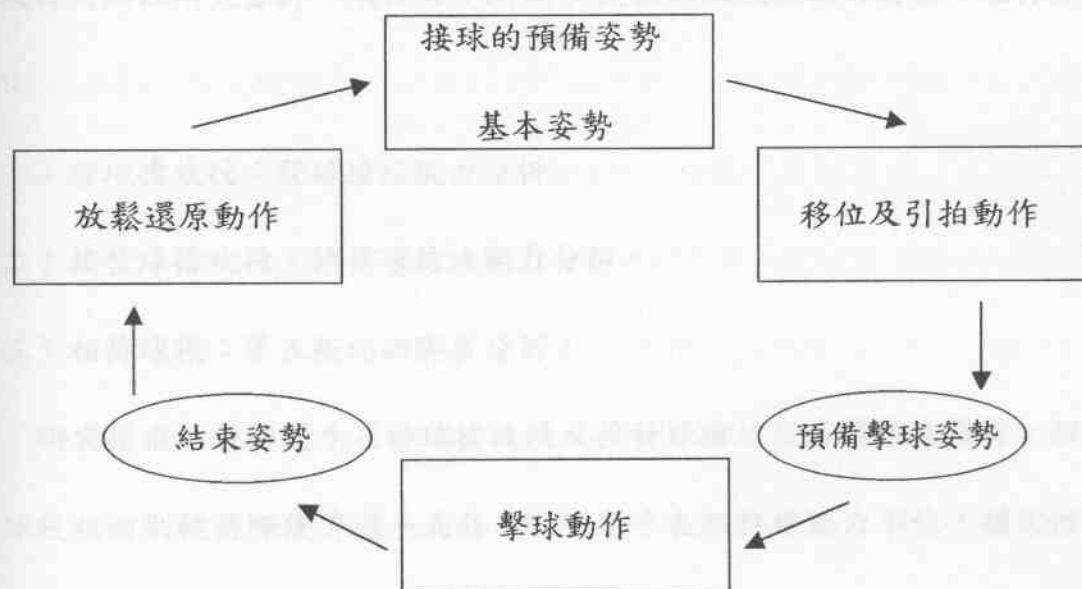 接球的預備姿勢
基本姿勢
放鬆還原動作
移位及引拍動作
結束姿勢
預備擊球姿勢
擊球動作